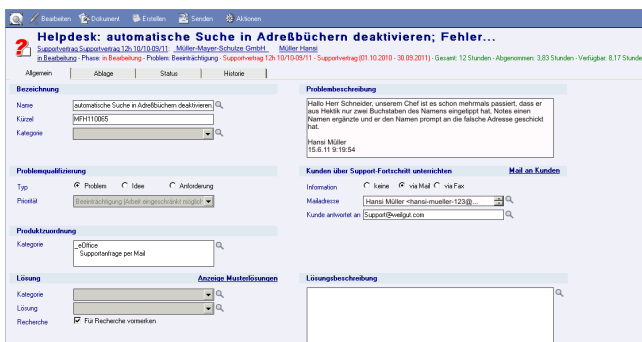 Bearbeiten Dokument Erstellen Senden Aktionen
Helpdesk: automatische Suche in Adreßbüchern deaktivieren; Fehler...
Supportvertrag Supportvertrag 12h 10/10-09/11: Müller-Mayer-Schulze GmbH Müller Hansi
in Bearbeitung - Phase: in Bearbeitung - Problem: Beeinträchtigung - Supportvertrag 12h 10/10-09/11 - Supportvertrag (01.10.2010 - 30.09.2011) - Gesamt: 12 Stunden - Abgenommen: 3,83 Stunden - Verfügbar: 8,17 Stunde
Allgemein Ablage Status Historie
Bezeichnung
Name automatische Suche in Adreßbüchern deaktivieren;
Kürzel MFH110065
Kategorie
Problembeschreibung
Hallo Herr Schneider, unserem Chef ist es schon mehrmals passiert, dass er
aus Hektik nur zwei Buchstaben des Namens eingetippt hat, Notes einen
Namen ergänzte und er den Namen prompt an die falsche Adresse geschickt
hat.
Hansi Müller
15.6.11 9:19:54
Problemqualifizierung
Typ Problem Idee Anforderung
Priorität Beeinträchtigung (Arbeit eingeschränkt möglich
Kunden über Support-Fortschritt unterrichten Mail an Kunden
Information keine via Mail via Fax
Mailadresse Hansi Müller <hansi-mueller-123@...
Kunde antwortet an Support@weilgut.com
Produktzuordnung
Kategorie _eOffice
Supportanfrage per Mail
Lösung Anzeige Musterlösungen
Kategorie
Lösung
Recherche Für Recherche vormerken
Lösungsbeschreibung